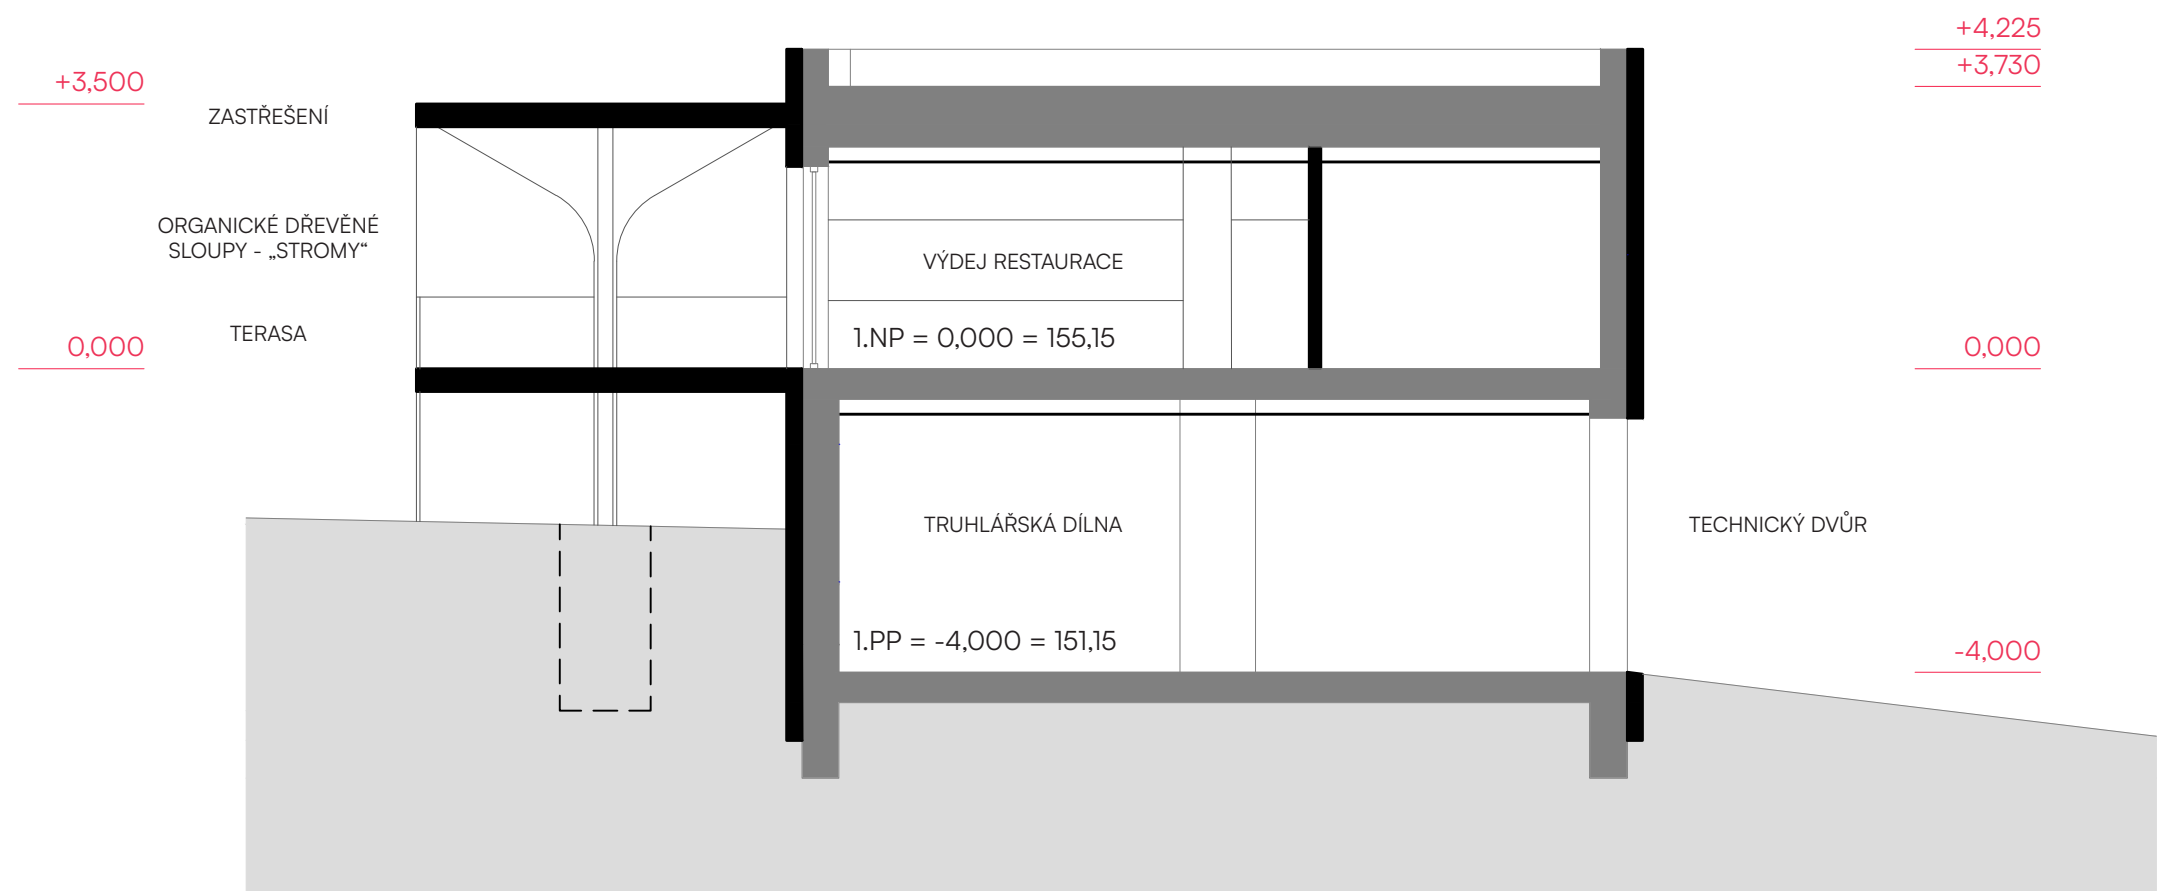 +4,225
+3,730
+3,500
ZASTŘEŠENÍ
ORGANICKÉ DŘEVĚNÉ
SLOUPY - „STROMY“
VÝDEJ RESTAURACE
TERASA
1.NP = 0,000 = 155,15
0,000
0,000
TRUHLÁŘSKÁ DÍLNA
TECHNICKÝ DVŮR
1.PP = -4,000 = 151,15
-4,000